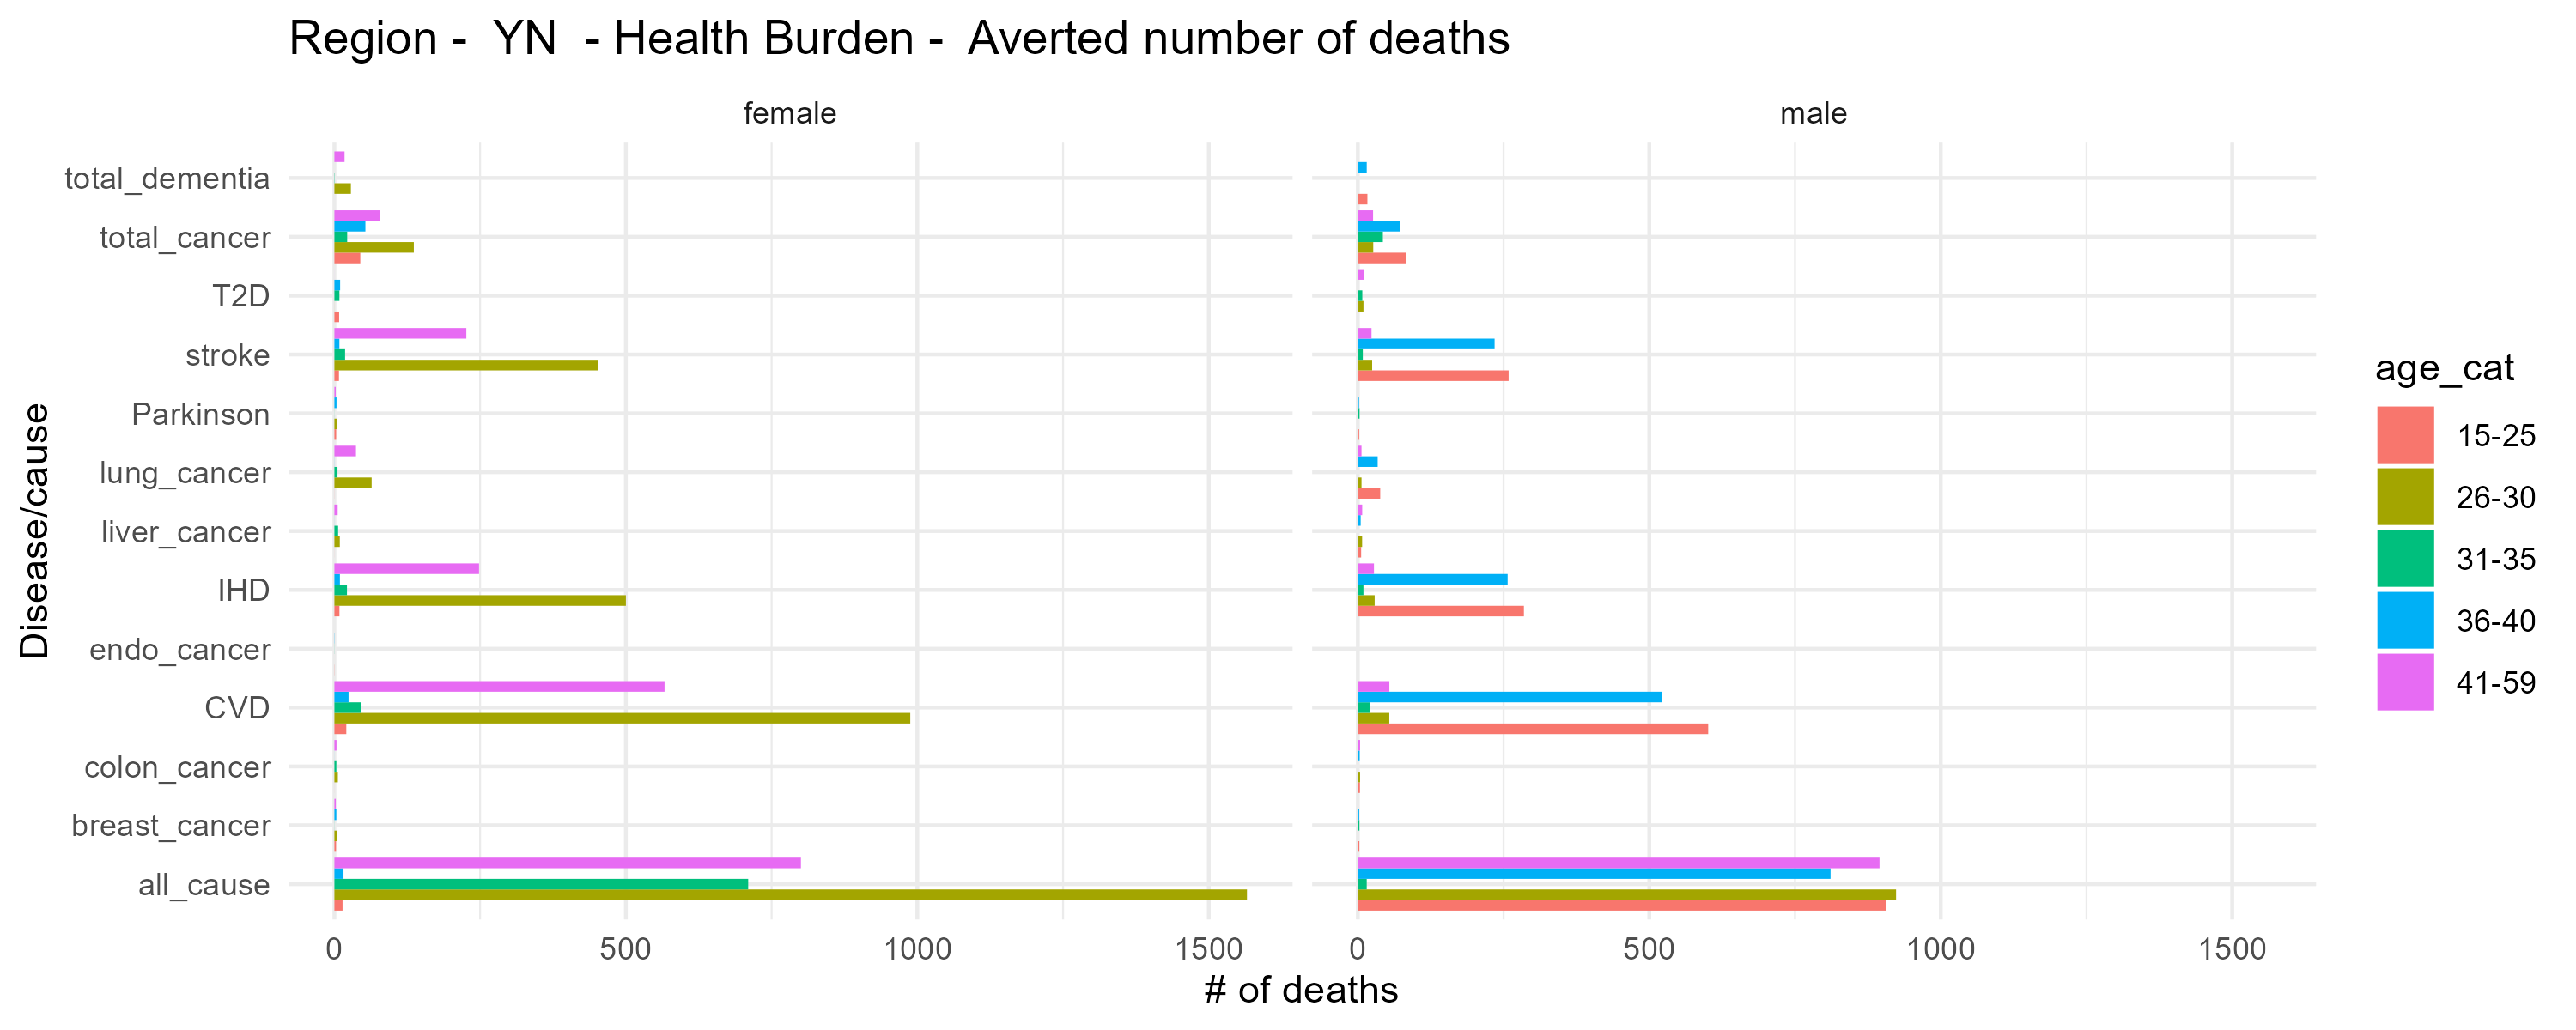 Region -  YN  - Health Burden -  Averted number of deaths
female
male
total_dementia
total_cancer
T2D
stroke
Parkinson
lung_cancer
liver_cancer
IHD
endo_cancer
CVD
colon_cancer
breast_cancer
all_cause
Disease/cause
0 500 1000 1500
0 500 1000 1500
# of deaths
age_cat
15-25
26-30
31-35
36-40
41-59